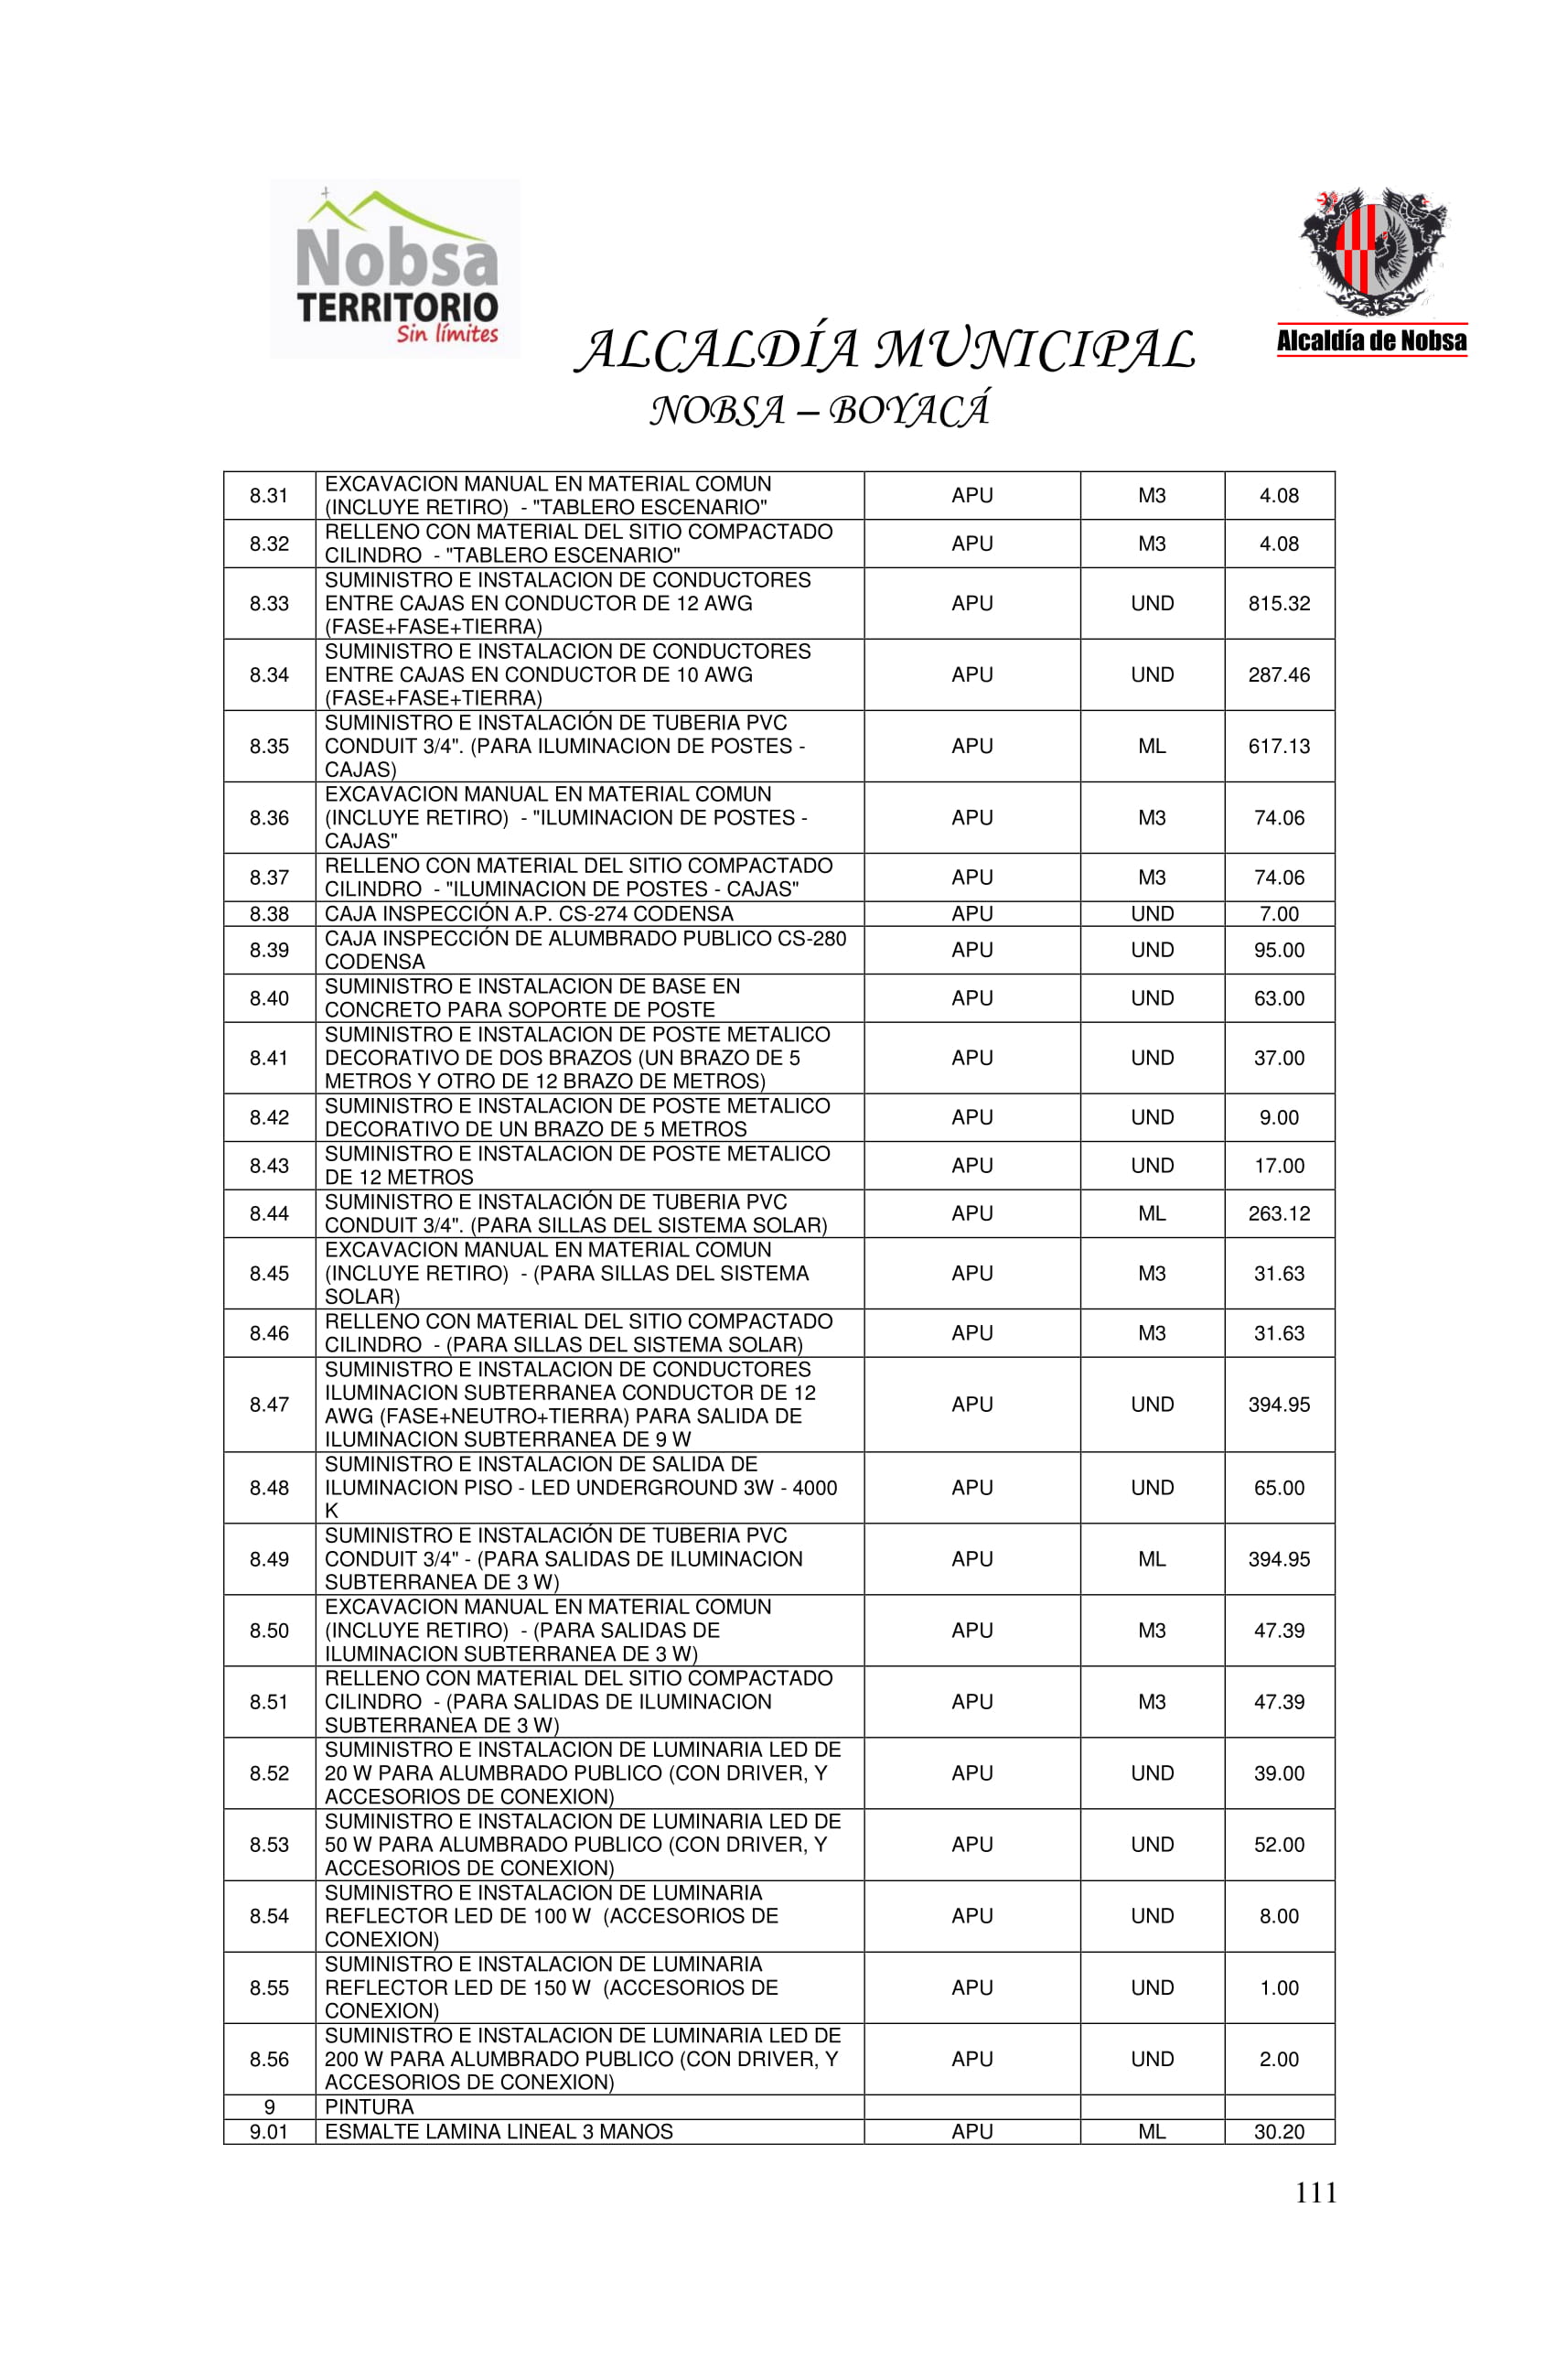 Nobsa
TERRITORIO
Sin límites
Alcaldía de Nobsa
ALCALDÍA MUNICIPAL
NOBSA – BOYACÁ
8.31 EXCAVACION MANUAL EN MATERIAL COMUN
(INCLUYE RETIRO) - "TABLERO ESCENARIO" APU M3 4.08
8.32 RELLENO CON MATERIAL DEL SITIO COMPACTADO
CILINDRO - "TABLERO ESCENARIO" APU M3 4.08
SUMINISTRO E INSTALACION DE CONDUCTORES
8.33 ENTRE CAJAS EN CONDUCTOR DE 12 AWG APU UND 815.32
(FASE+FASE+TIERRA)
SUMINISTRO E INSTALACION DE CONDUCTORES
8.34 ENTRE CAJAS EN CONDUCTOR DE 10 AWG APU UND 287.46
(FASE+FASE+TIERRA)
SUMINISTRO E INSTALACIÓN DE TUBERIA PVC
8.35 CONDUIT 3/4". (PARA ILUMINACION DE POSTES - APU ML 617.13
CAJAS)
EXCAVACION MANUAL EN MATERIAL COMUN
8.36 (INCLUYE RETIRO) - "ILUMINACION DE POSTES - APU M3 74.06
CAJAS"
8.37 RELLENO CON MATERIAL DEL SITIO COMPACTADO
CILINDRO - "ILUMINACION DE POSTES - CAJAS" APU M3 74.06
8.38 CAJA INSPECCIÓN A.P. CS-274 CODENSA APU UND 7.00
8.39 CAJA INSPECCIÓN DE ALUMBRADO PUBLICO CS-280
CODENSA APU UND 95.00
8.40 SUMINISTRO E INSTALACION DE BASE EN
CONCRETO PARA SOPORTE DE POSTE APU UND 63.00
SUMINISTRO E INSTALACION DE POSTE METALICO
8.41 DECORATIVO DE DOS BRAZOS (UN BRAZO DE 5 APU UND 37.00
METROS Y OTRO DE 12 BRAZO DE METROS)
8.42 SUMINISTRO E INSTALACION DE POSTE METALICO
DECORATIVO DE UN BRAZO DE 5 METROS APU UND 9.00
8.43 SUMINISTRO E INSTALACION DE POSTE METALICO
DE 12 METROS APU UND 17.00
8.44 SUMINISTRO E INSTALACIÓN DE TUBERIA PVC
CONDUIT 3/4". (PARA SILLAS DEL SISTEMA SOLAR) APU ML 263.12
EXCAVACION MANUAL EN MATERIAL COMUN
8.45 (INCLUYE RETIRO) - (PARA SILLAS DEL SISTEMA APU M3 31.63
SOLAR)
8.46 RELLENO CON MATERIAL DEL SITIO COMPACTADO
CILINDRO - (PARA SILLAS DEL SISTEMA SOLAR) APU M3 31.63
SUMINISTRO E INSTALACION DE CONDUCTORES
8.47 ILUMINACION SUBTERRANEA CONDUCTOR DE 12
AWG (FASE+NEUTRO+TIERRA) PARA SALIDA DE APU UND 394.95
ILUMINACION SUBTERRANEA DE 9 W
SUMINISTRO E INSTALACION DE SALIDA DE
8.48 ILUMINACION PISO - LED UNDERGROUND 3W - 4000 APU UND 65.00
K
SUMINISTRO E INSTALACIÓN DE TUBERIA PVC
8.49 CONDUIT 3/4" - (PARA SALIDAS DE ILUMINACION APU ML 394.95
SUBTERRANEA DE 3 W)
EXCAVACION MANUAL EN MATERIAL COMUN
8.50 (INCLUYE RETIRO) - (PARA SALIDAS DE APU M3 47.39
ILUMINACION SUBTERRANEA DE 3 W)
RELLENO CON MATERIAL DEL SITIO COMPACTADO
8.51 CILINDRO - (PARA SALIDAS DE ILUMINACION APU M3 47.39
SUBTERRANEA DE 3 W)
SUMINISTRO E INSTALACION DE LUMINARIA LED DE
8.52 20 W PARA ALUMBRADO PUBLICO (CON DRIVER, Y APU UND 39.00
ACCESORIOS DE CONEXION)
SUMINISTRO E INSTALACION DE LUMINARIA LED DE
8.53 50 W PARA ALUMBRADO PUBLICO (CON DRIVER, Y APU UND 52.00
ACCESORIOS DE CONEXION)
SUMINISTRO E INSTALACION DE LUMINARIA
8.54 REFLECTOR LED DE 100 W (ACCESORIOS DE APU UND 8.00
CONEXION)
SUMINISTRO E INSTALACION DE LUMINARIA
8.55 REFLECTOR LED DE 150 W (ACCESORIOS DE APU UND 1.00
CONEXION)
SUMINISTRO E INSTALACION DE LUMINARIA LED DE
8.56 200 W PARA ALUMBRADO PUBLICO (CON DRIVER, Y APU UND 2.00
ACCESORIOS DE CONEXION)
9 PINTURA
9.01 ESMALTE LAMINA LINEAL 3 MANOS APU ML 30.20
111